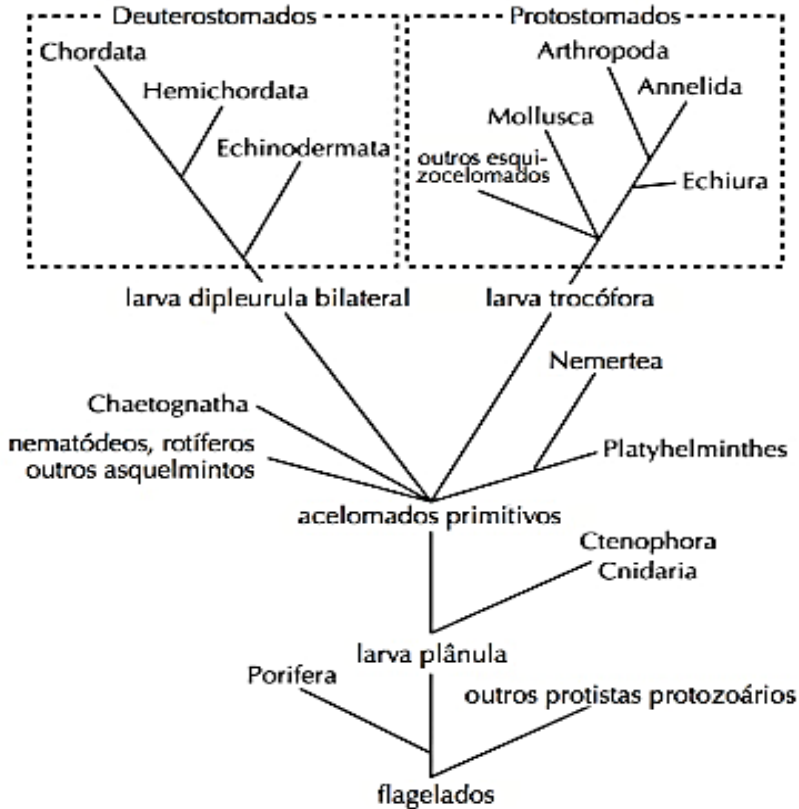 Deuterostomados
Protostomados
Chordata
Hemichordata
Echinodermata
Arthropoda
Annelida
Mollusca
outros esqui-
zocelomados
Echiura
larva dipleurula bilateral
larva trocófora
Nemertea
Chaetognatha
nematódeos, rotíferos
outros asquelmintos
Platyhelminthes
acelomados primitivos
Ctenophora
Cnidaria
larva plânula
Porifera
outros protistas protozoários
flagelados